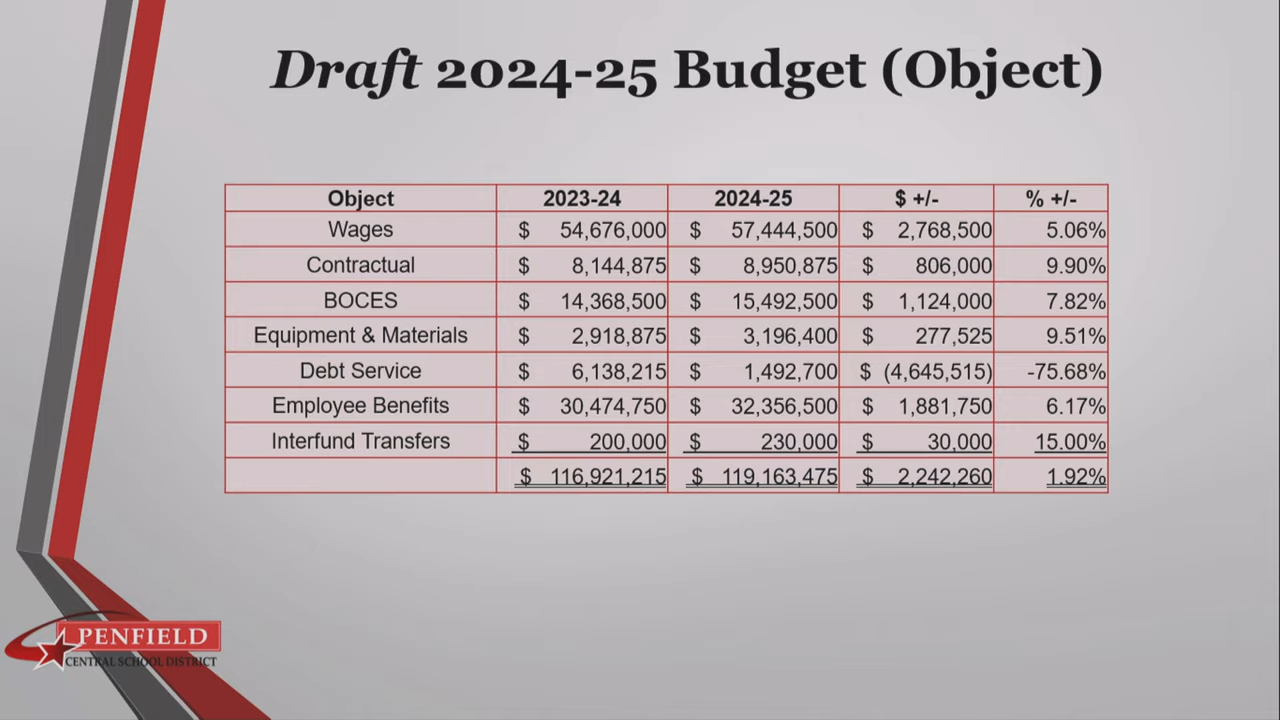 Draft 2024-25 Budget (Object)
Object 2023-24 2024-25 $ +/- % +/-
Wages $ 54,676,000 $ 57,444,500 $ 2,768,500 5.06%
Contractual $ 8,144,875 $ 8,950,875 $ 806,000 9.90%
BOCES $ 14,368,500 $ 15,492,500 $ 1,124,000 7.82%
Equipment & Materials $ 2,918,875 $ 3,196,400 $ 277,525 9.51%
Debt Service $ 6,138,215 $ 1,492,700 $ (4,645,515) -75.68%
Employee Benefits $ 30,474,750 $ 32,356,500 $ 1,881,750 6.17%
Interfund Transfers $ 200,000 $ 230,000 $ 30,000 15.00%
$ 116,921,215 $ 119,163,475 $ 2,242,260 1.92%
PENFIELD
CENTRAL SCHOOL DISTRICT